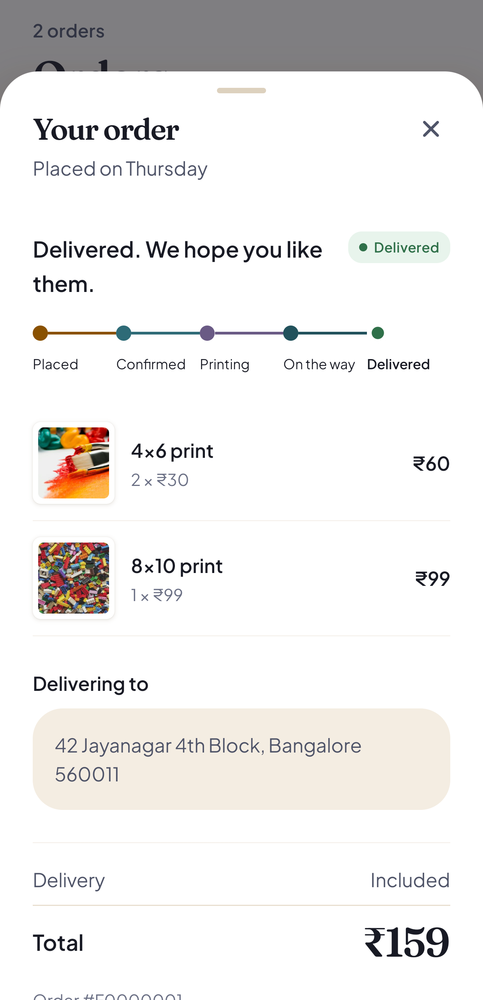 2 orders
Orders
Your order
Placed on Thursday
Delivered. We hope you like
them.
Delivered
Placed
Confirmed
Printing
On the way
Delivered
4×6 print
2 × ₹30
₹60
8×10 print
1 × ₹99
₹99
Delivering to
42 Jayanagar 4th Block, Bangalore
560011
Delivery
Included
Total
₹159
Order